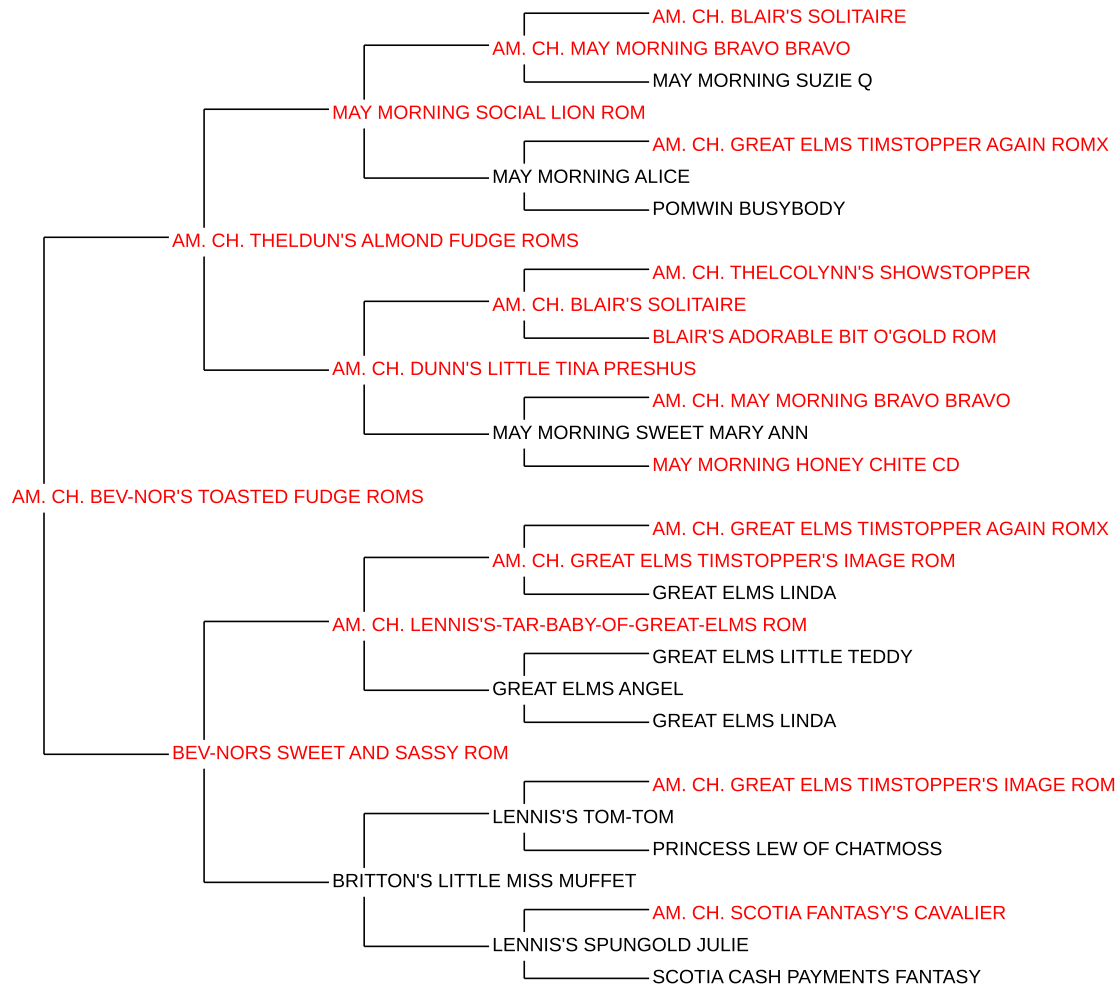 AM. CH. BLAIR'S SOLITAIRE
AM. CH. MAY MORNING BRAVO BRAVO
MAY MORNING SUZIE Q
MAY MORNING SOCIAL LION ROM
AM. CH. GREAT ELMS TIMSTOPPER AGAIN ROMX
MAY MORNING ALICE
POMWIN BUSYBODY
AM. CH. THELDUN'S ALMOND FUDGE ROMS
AM. CH. THELCOLYNN'S SHOWSTOPPER
AM. CH. BLAIR'S SOLITAIRE
BLAIR'S ADORABLE BIT O'GOLD ROM
AM. CH. DUNN'S LITTLE TINA PRESHUS
AM. CH. MAY MORNING BRAVO BRAVO
MAY MORNING SWEET MARY ANN
MAY MORNING HONEY CHITE CD
AM. CH. BEV-NOR'S TOASTED FUDGE ROMS
AM. CH. GREAT ELMS TIMSTOPPER AGAIN ROMX
AM. CH. GREAT ELMS TIMSTOPPER'S IMAGE ROM
GREAT ELMS LINDA
AM. CH. LENNIS'S-TAR-BABY-OF-GREAT-ELMS ROM
GREAT ELMS LITTLE TEDDY
GREAT ELMS ANGEL
GREAT ELMS LINDA
BEV-NORS SWEET AND SASSY ROM
AM. CH. GREAT ELMS TIMSTOPPER'S IMAGE ROM
LENNIS'S TOM-TOM
PRINCESS LEW OF CHATMOSS
BRITTON'S LITTLE MISS MUFFET
AM. CH. SCOTIA FANTASY'S CAVALIER
LENNIS'S SPUNGOLD JULIE
SCOTIA CASH PAYMENTS FANTASY